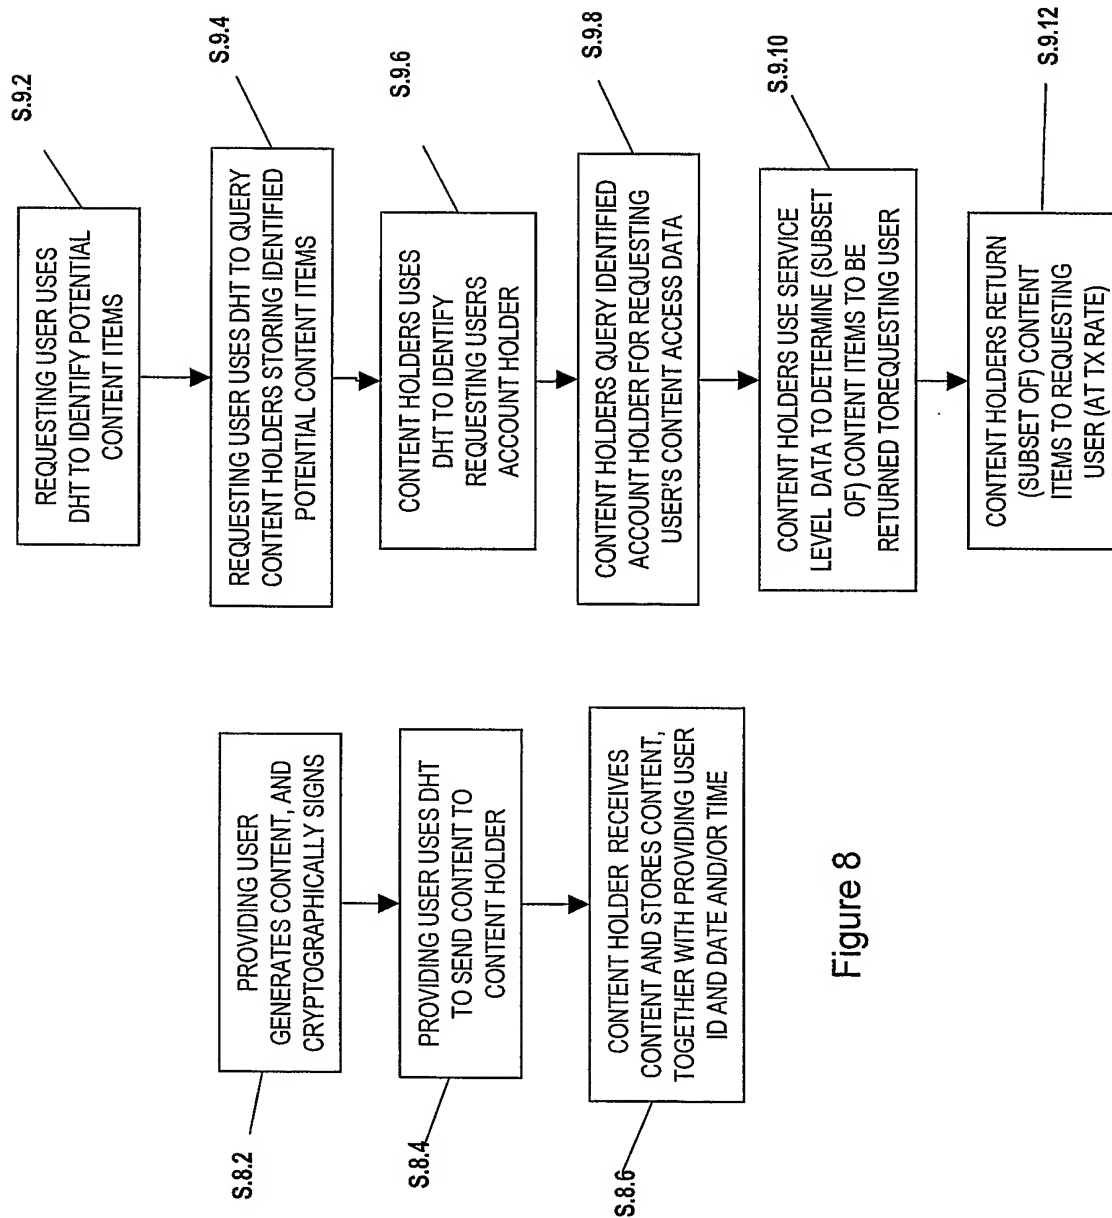 S.8.2
PROVIDING USER
GENERATES CONTENT, AND
CRYPTOGRAPHICALLY SIGNS
S.8.4
PROVIDING USER USES DHT
TO SEND CONTENT TO
CONTENT HOLDER
S.8.6
CONTENT HOLDER RECEIVES
CONTENT AND STORES CONTENT,
TOGETHER WITH PROVIDING USER
ID AND DATE AND/OR TIME
Figure 8
S.9.2
REQUESTING USER USES
DHT TO IDENTIFY POTENTIAL
CONTENT ITEMS
S.9.4
REQUESTING USER USES DHT TO QUERY
CONTENT HOLDERS STORING IDENTIFIED
POTENTIAL CONTENT ITEMS
S.9.6
CONTENT HOLDERS USES
DHT TO IDENTIFY
REQUESTING USERS
ACCOUNT HOLDER
S.9.8
CONTENT HOLDERS QUERY IDENTIFIED
ACCOUNT HOLDER FOR REQUESTING
USER'S CONTENT ACCESS DATA
S.9.10
CONTENT HOLDERS USE SERVICE
LEVEL DATA TO DETERMINE (SUBSET
OF) CONTENT ITEMS TO BE
RETURNED TOREQUESTING USER
S.9.12
CONTENT HOLDERS RETURN
(SUBSET OF) CONTENT
ITEMS TO REQUESTING
USER (AT TX RATE)